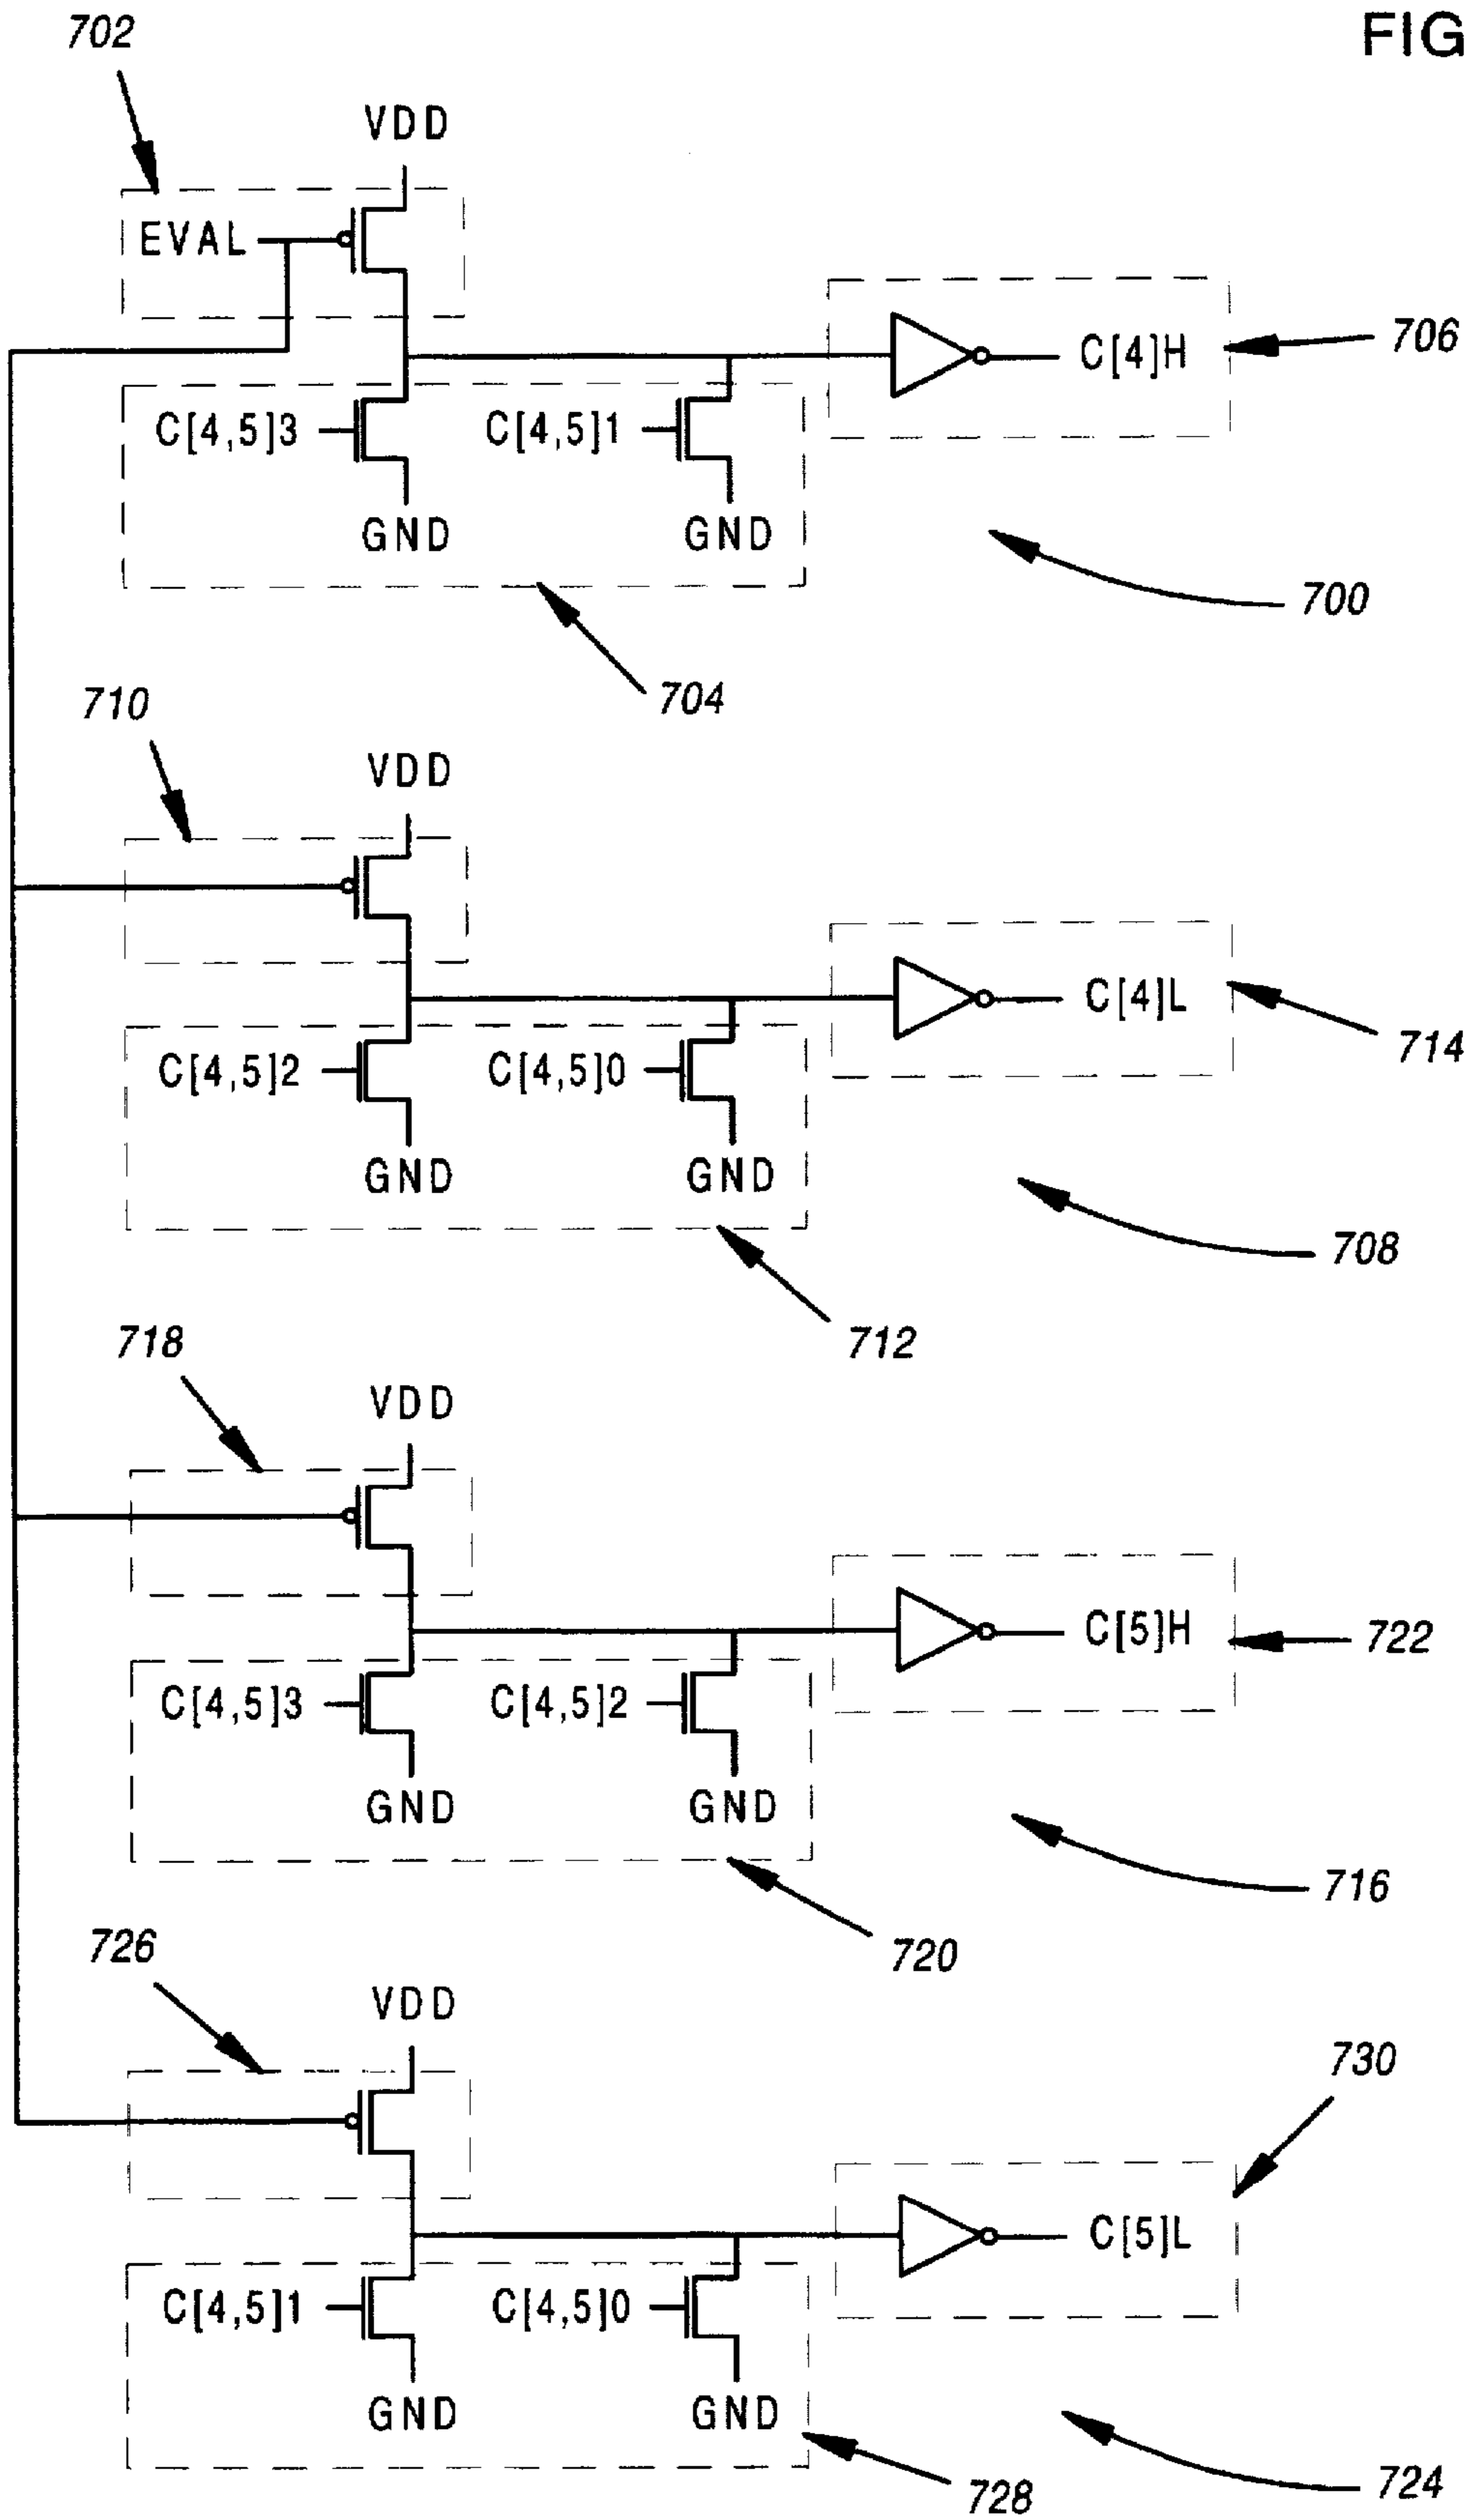 FIG
702
VDD
EVAL
C[4]H
706
C[4,5]3
C[4,5]1
GND
GND
700
704
710
VDD
C[4]L
714
C[4,5]2
C[4,5]0
GND
GND
708
712
718
VDD
C[5]H
722
C[4,5]3
C[4,5]2
GND
GND
716
720
726
VDD
730
C[5]L
C[4,5]1
C[4,5]0
GND
GND
724
728